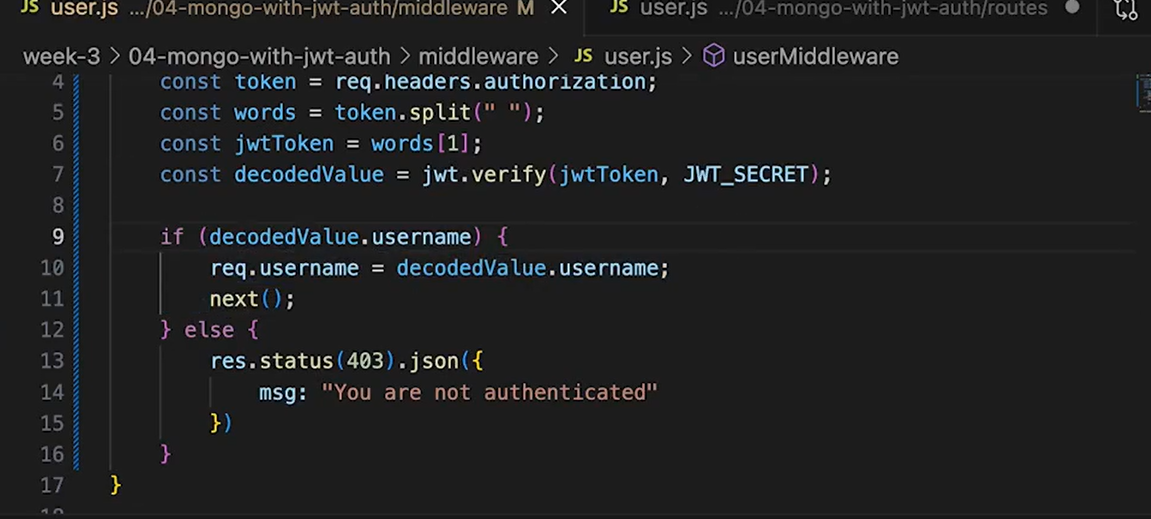 JS user.js .../04-mongo-with-jwt-auth/middleware M JS user.js .../04-mongo-with-jwt-auth/routes
week-3 > 04-mongo-with-jwt-auth > middleware > JS user.js > userMiddleware
4 const token = req.headers.authorization;
5 const words = token.split(" ");
6 const jwtToken = words[1];
7 const decodedValue = jwt.verify(jwtToken, JWT_SECRET);
8
9 if (decodedValue.username) {
10 req.username = decodedValue.username;
11 next();
12 } else {
13 res.status(403).json({
14 msg: "You are not authenticated"
15 })
16 }
17 }